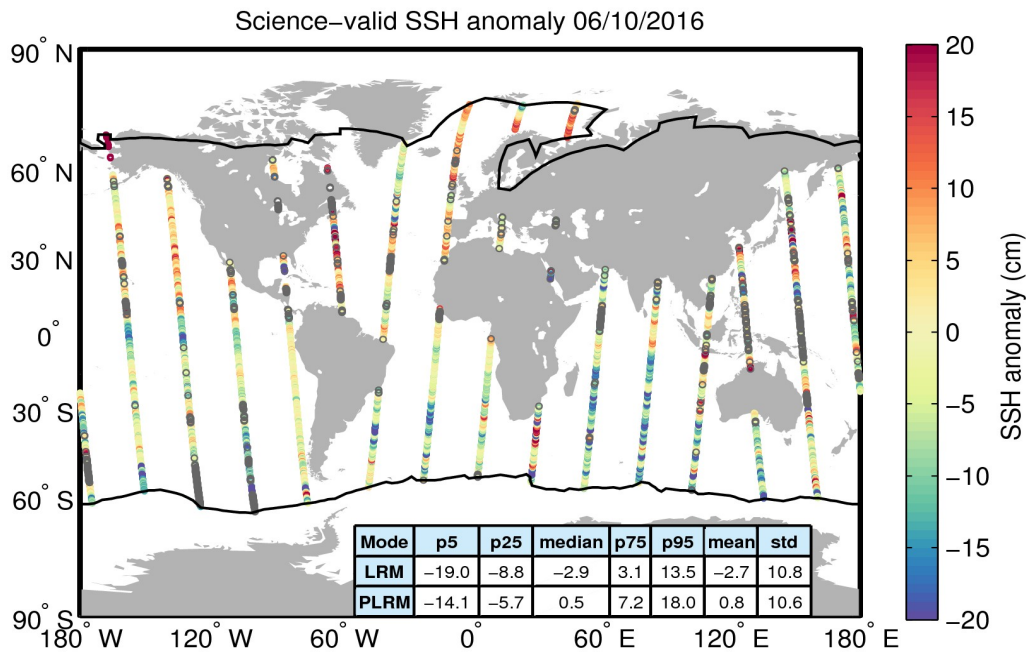 Science−valid SSH anomaly 06/10/2016
90° N
60° N
30° N
0°
30° S
60° S
90° S
180° W
120° W
60° W
0°
60° E
120° E
180° E
Mode p5 p25 median p75 p95 mean std
LRM −19.0 −8.8 −2.9 3.1 13.5 −2.7 10.8
PLRM −14.1 −5.7 0.5 7.2 18.0 0.8 10.6
20
15
10
5
0
−5
−10
−15
−20
SSH anomaly (cm)